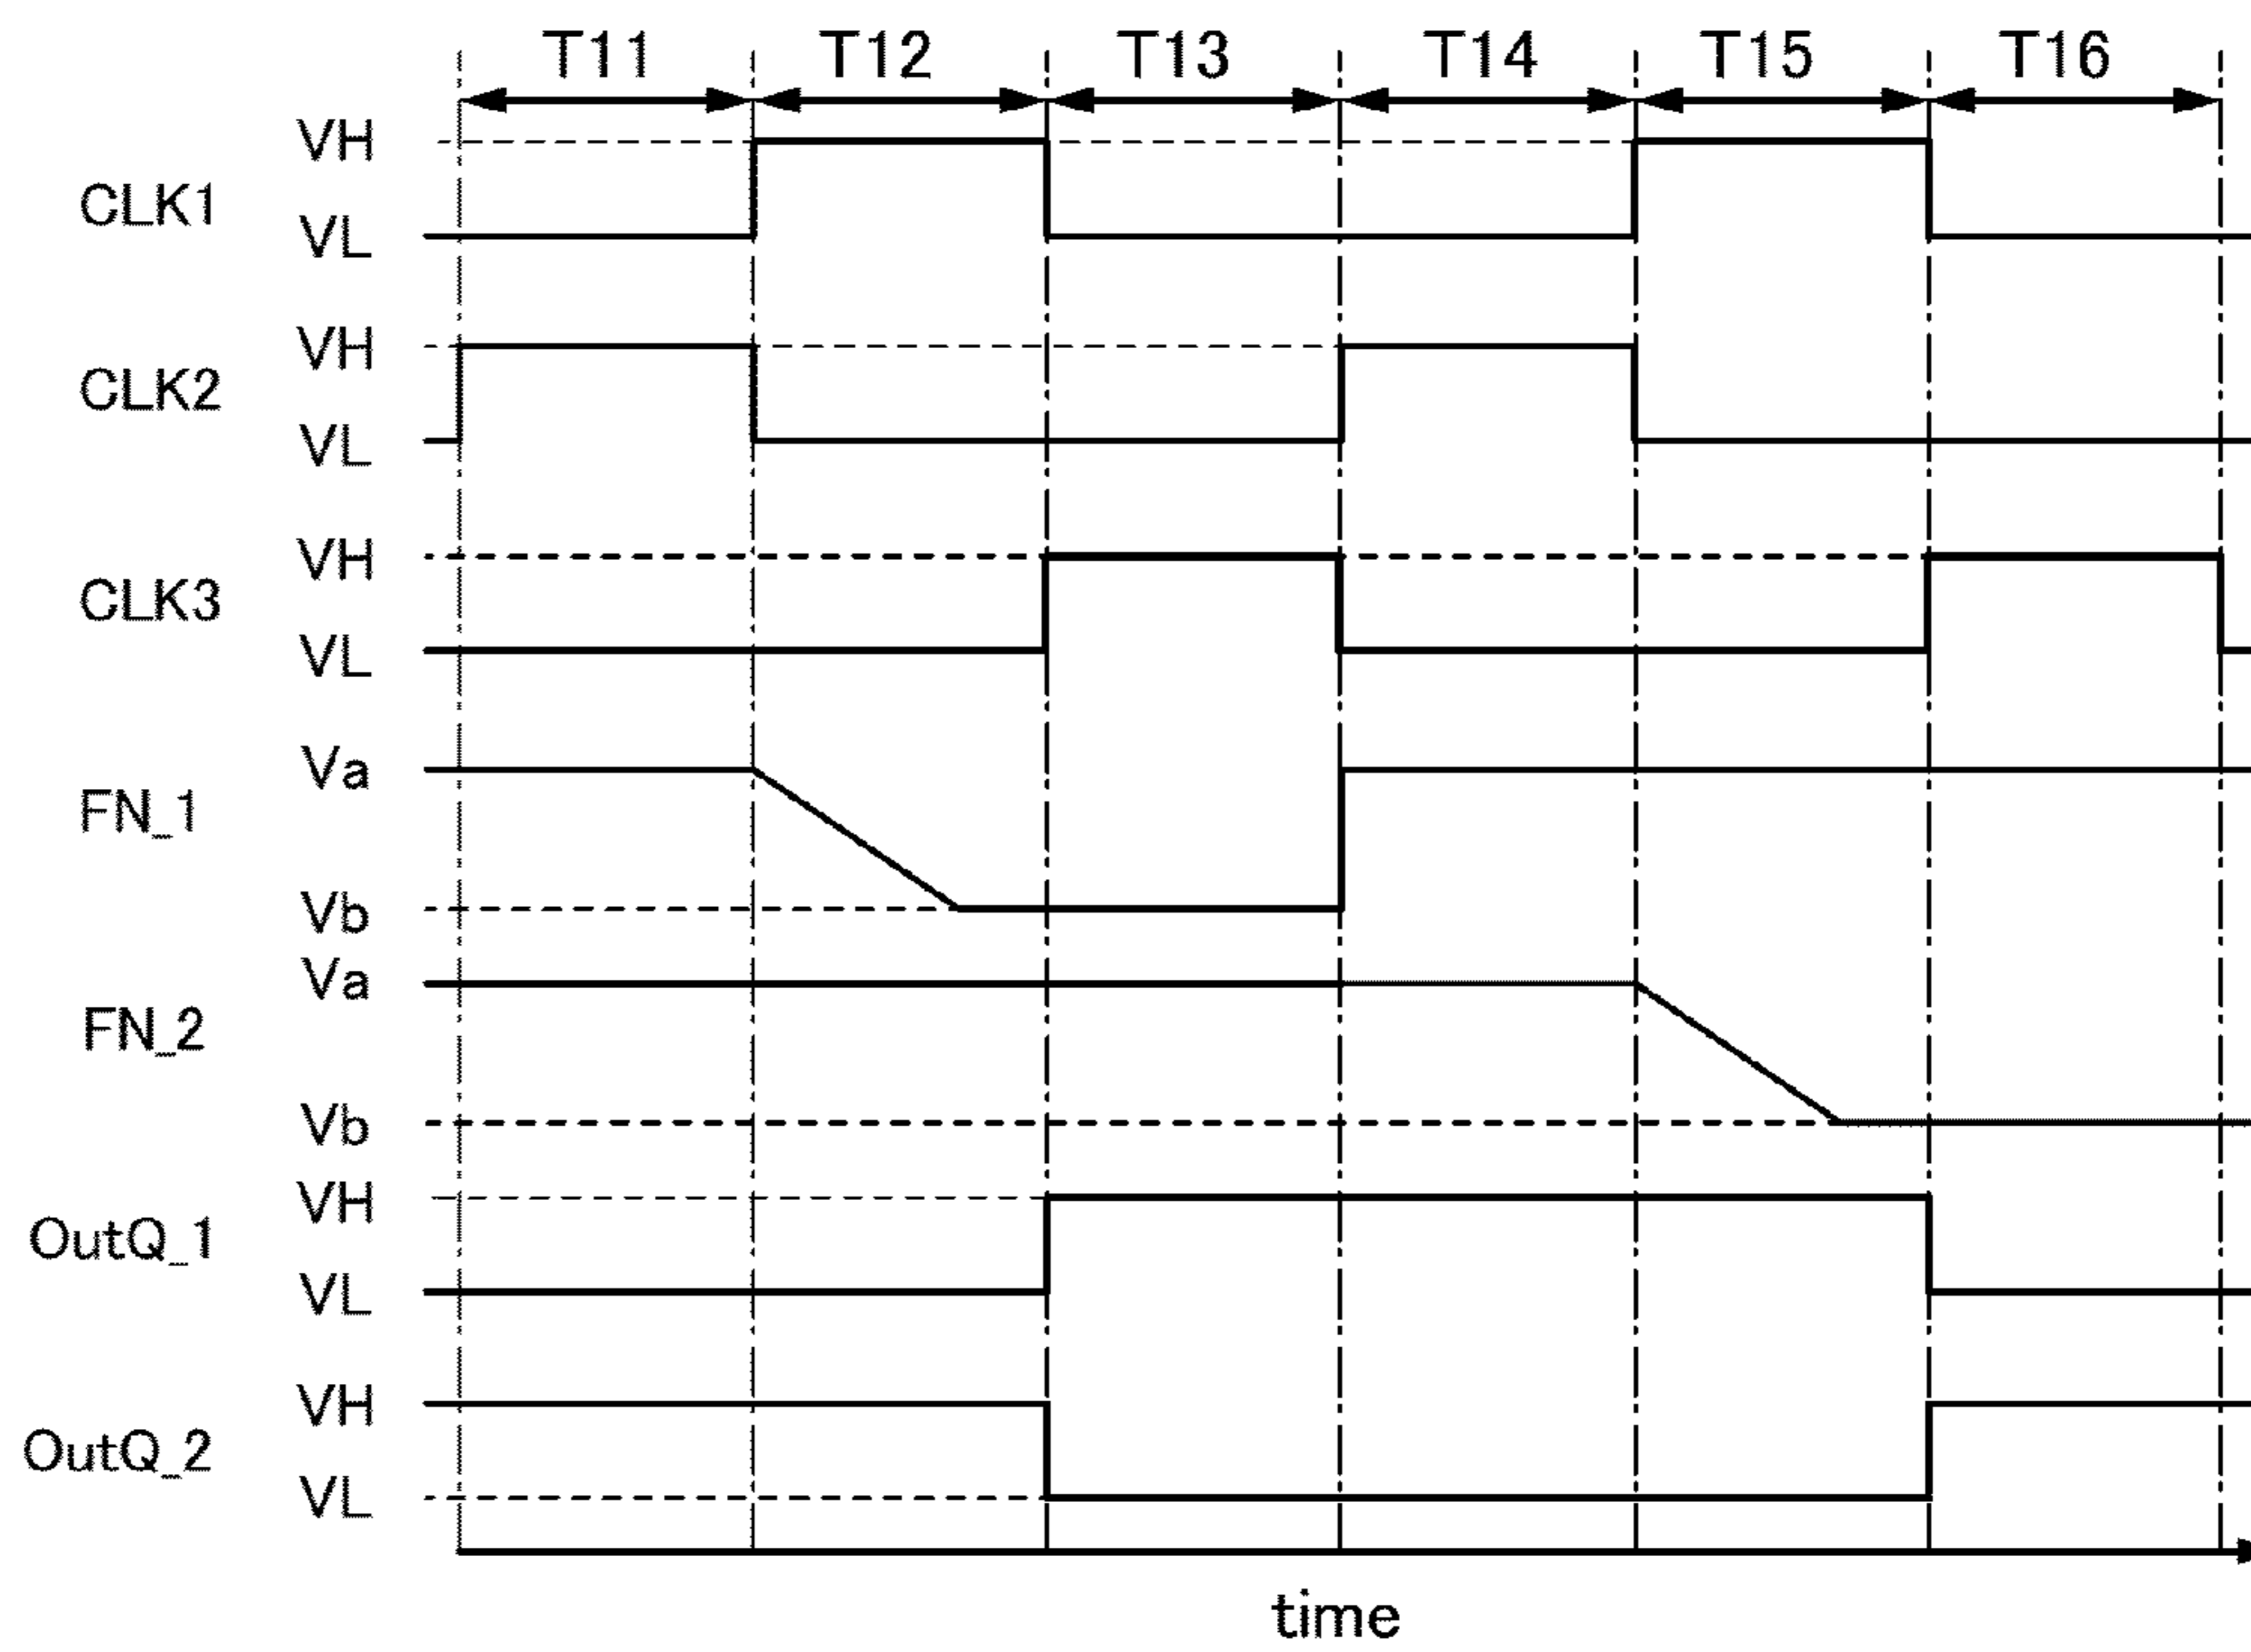 T11 T12 T13 T14 T15 T16
VH
CLK1
VL
VH
CLK2
VL
VH
CLK3
VL
Va
FN_1
Vb
Va
FN_2
Vb
VH
OutQ_1
VL
VH
OutQ_2
VL
time